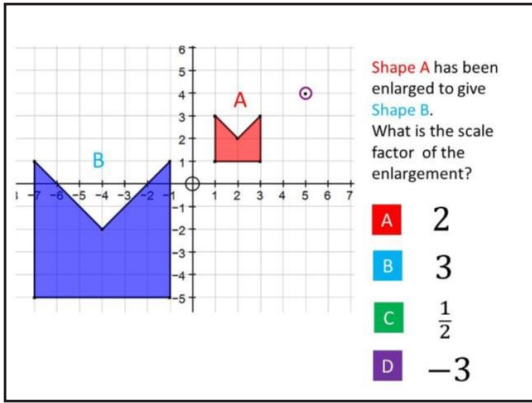 6
5
4
3
2
1
A
B
-7 -6 -5 -4 -3 -2 -1 1 2 3 4 5 6 7
-1
-2
-3
-4
-5
Shape A has been
enlarged to give
Shape B.
What is the scale
factor of the
enlargement?
A 2
B 3
C 1/2
D −3